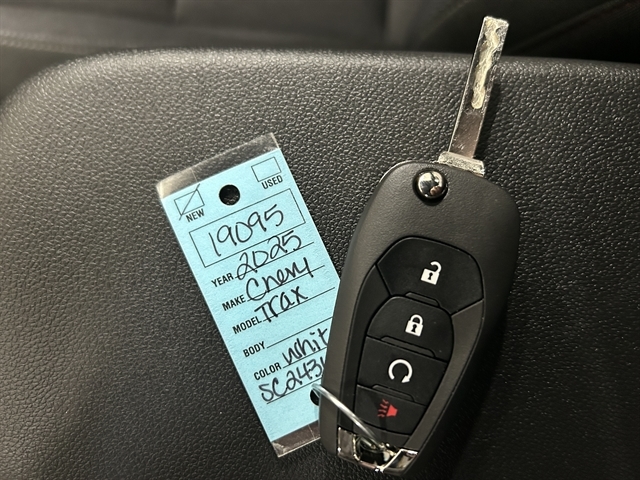 NEW USED
19095
YEAR 2025
MAKE Chevy
MODEL Trax
BODY
COLOR Whit